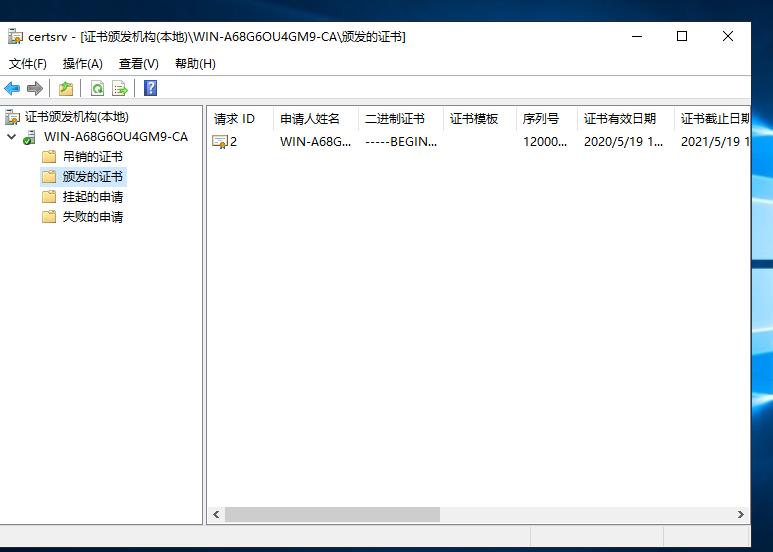 certsrv - [证书颁发机构(本地)\WIN-A68G6OU4GM9-CA\颁发的证书]
文件(F) 操作(A) 查看(V) 帮助(H)
证书颁发机构(本地)
WIN-A68G6OU4GM9-CA
吊销的证书
颁发的证书
挂起的申请
失败的申请
请求 ID 申请人姓名 二进制证书 证书模板 序列号 证书有效日期 证书截止日期
2 WIN-A68G... -----BEGIN... 12000... 2020/5/19 1... 2021/5/19 1